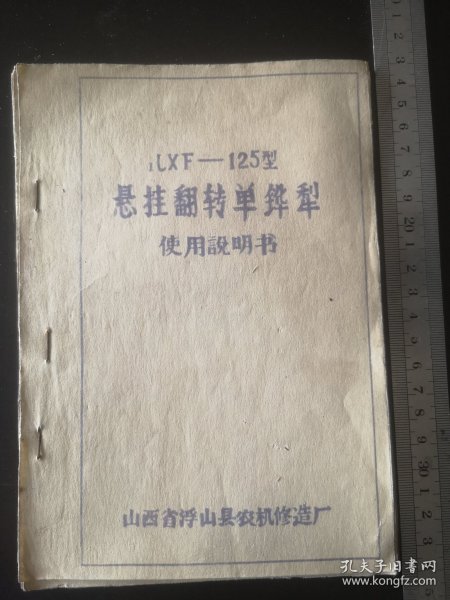 ILXF—125型
悬挂翻转单铧犁
使用說明书
山西省浮山县农机修造厂
孔夫子旧书网
www.kongfz.com